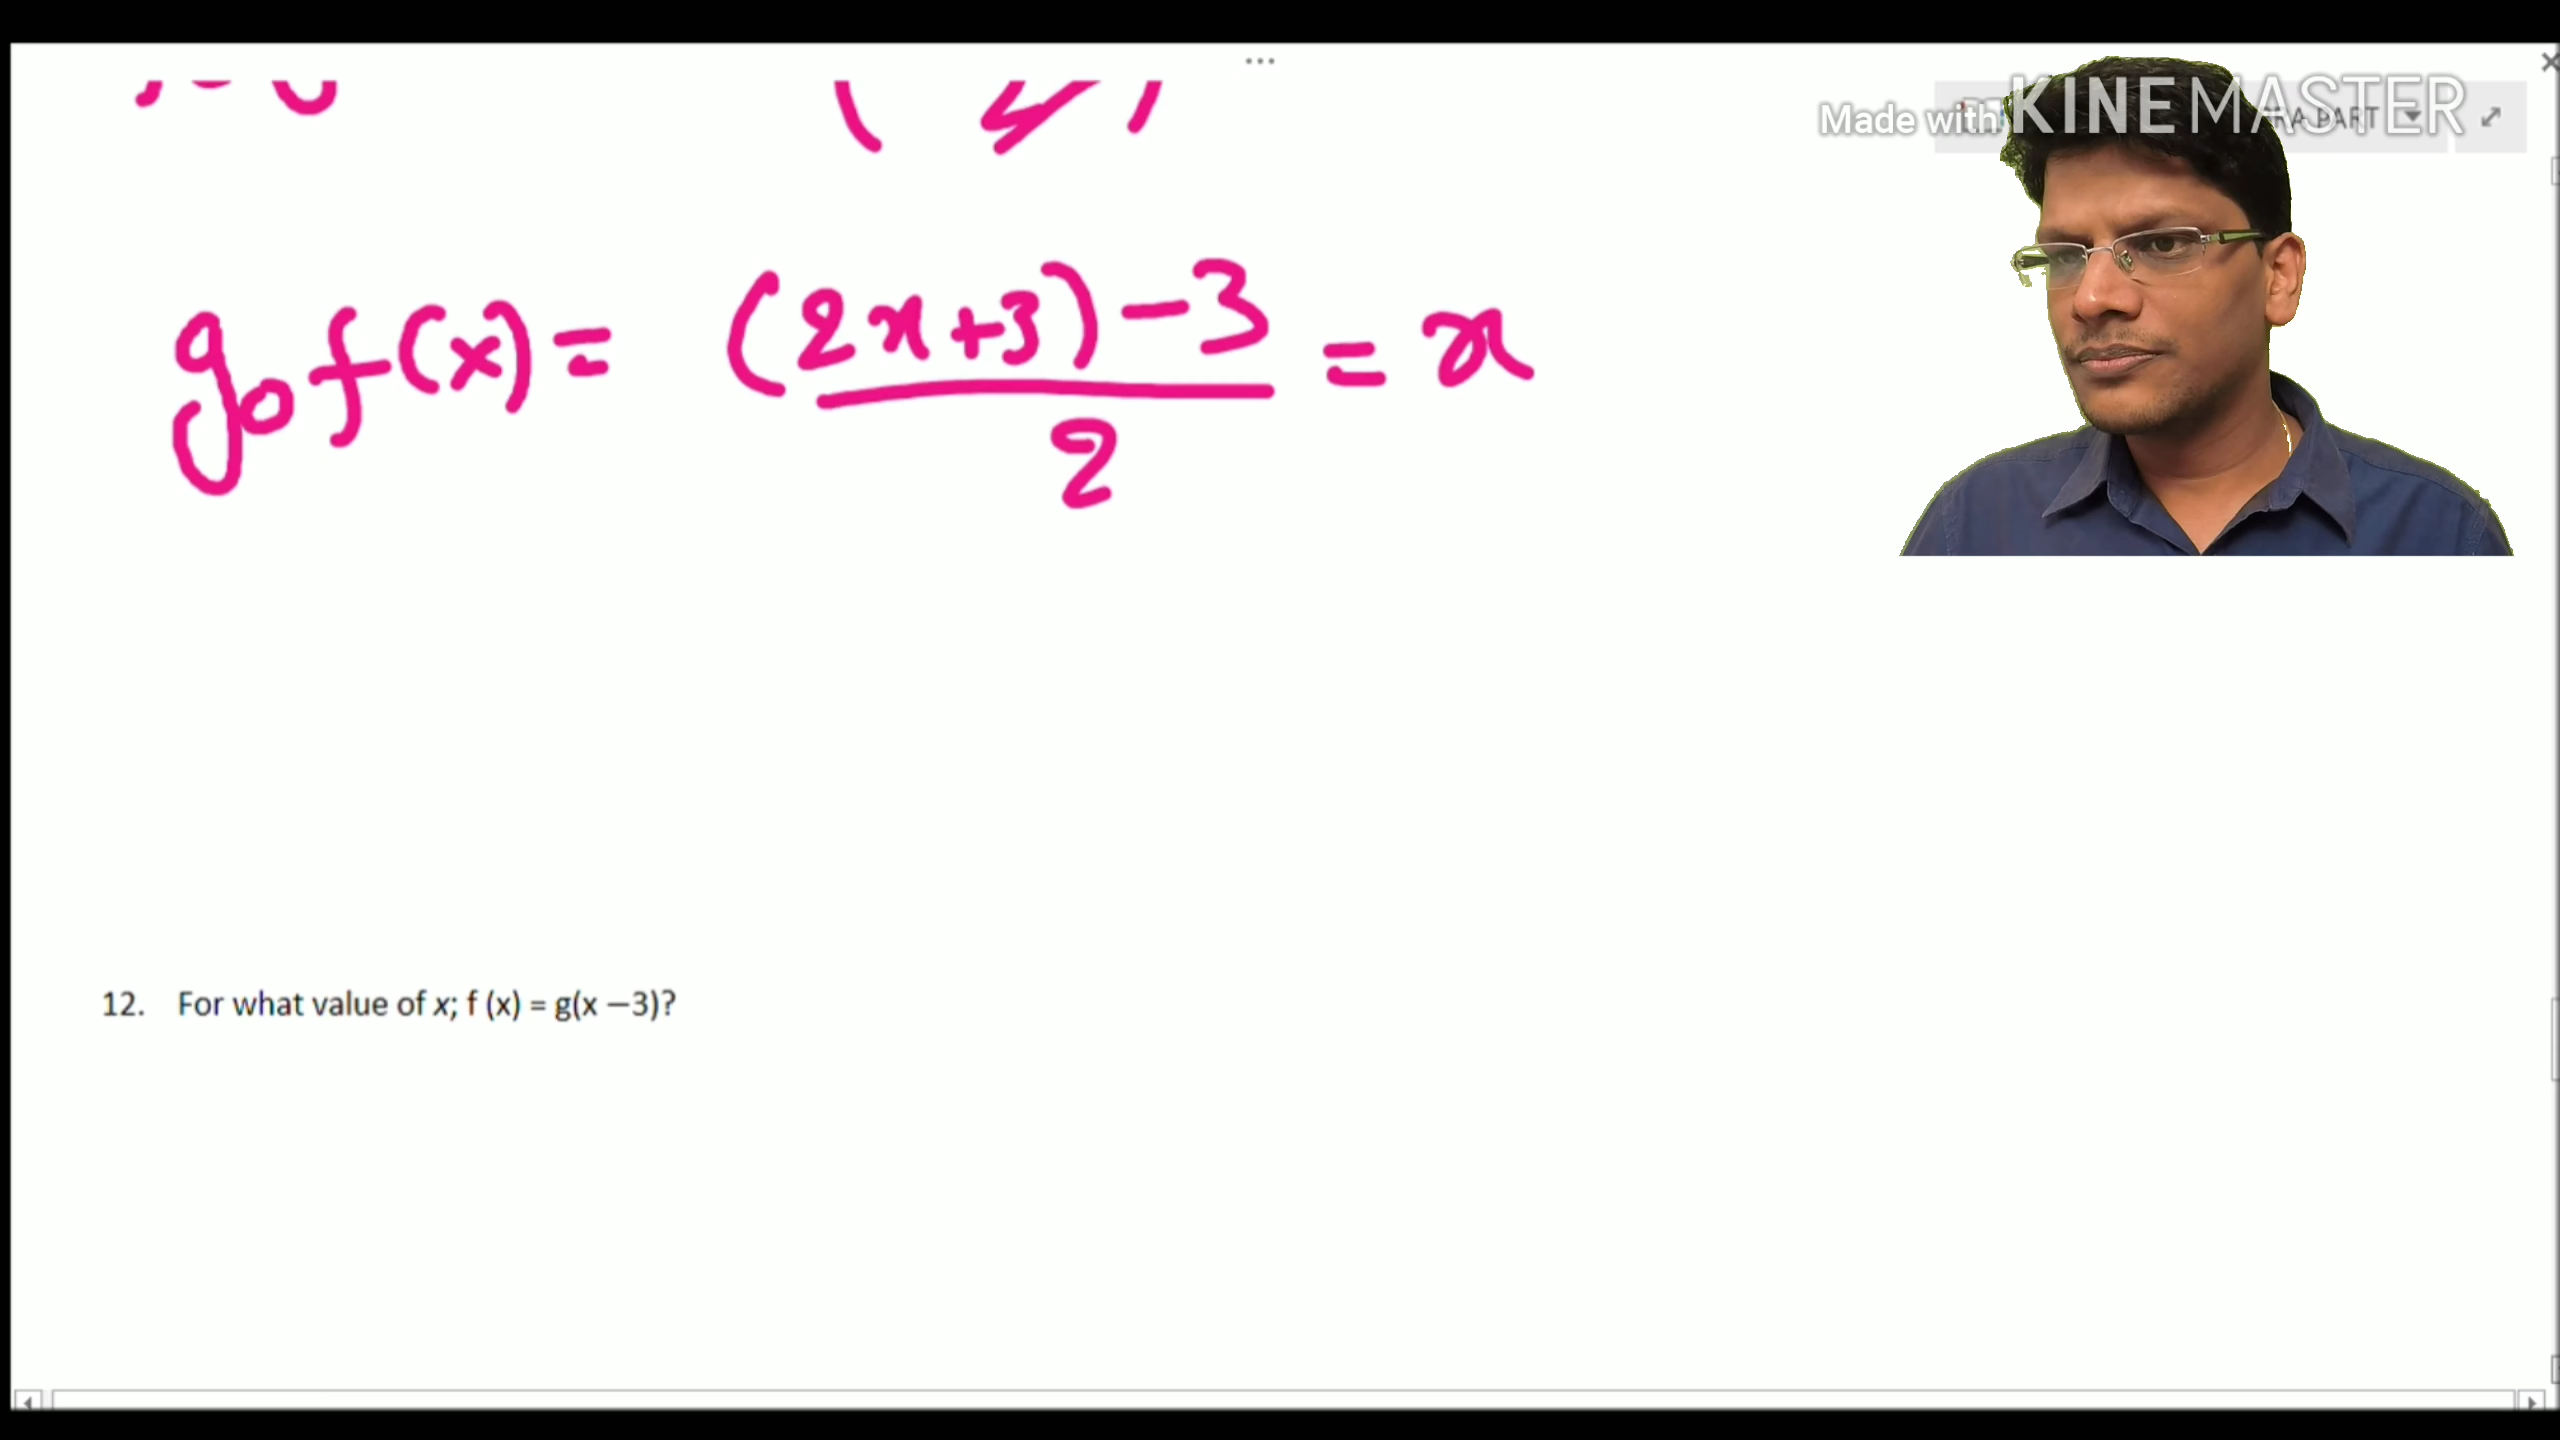 Made with KINEMASTER
gof(x) = (2x+3) - 3 = x
2
12. For what value of x; f (x) = g(x −3)?